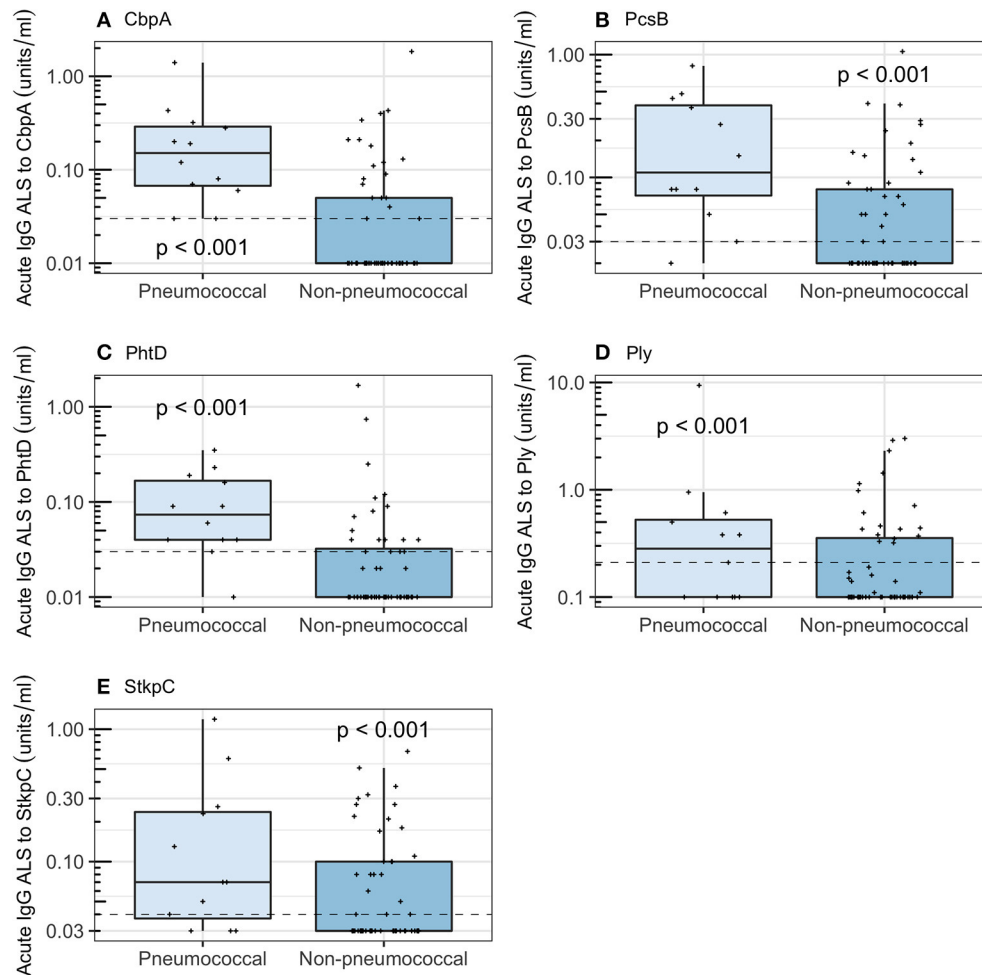 A CbpA
Acute IgG ALS to CbpA (units/ml)
1.00
0.10
0.01
p < 0.001
Pneumococcal Non-pneumococcal
B PcsB
Acute IgG ALS to PcsB (units/ml)
1.00
0.30
0.10
0.03
p < 0.001
Pneumococcal Non-pneumococcal
C PhtD
Acute IgG ALS to PhtD (units/ml)
1.00
0.10
0.01
p < 0.001
Pneumococcal Non-pneumococcal
D Ply
Acute IgG ALS to Ply (units/ml)
10.0
1.0
0.1
p < 0.001
Pneumococcal Non-pneumococcal
E StkpC
Acute IgG ALS to StkpC (units/ml)
1.00
0.30
0.10
0.03
p < 0.001
Pneumococcal Non-pneumococcal